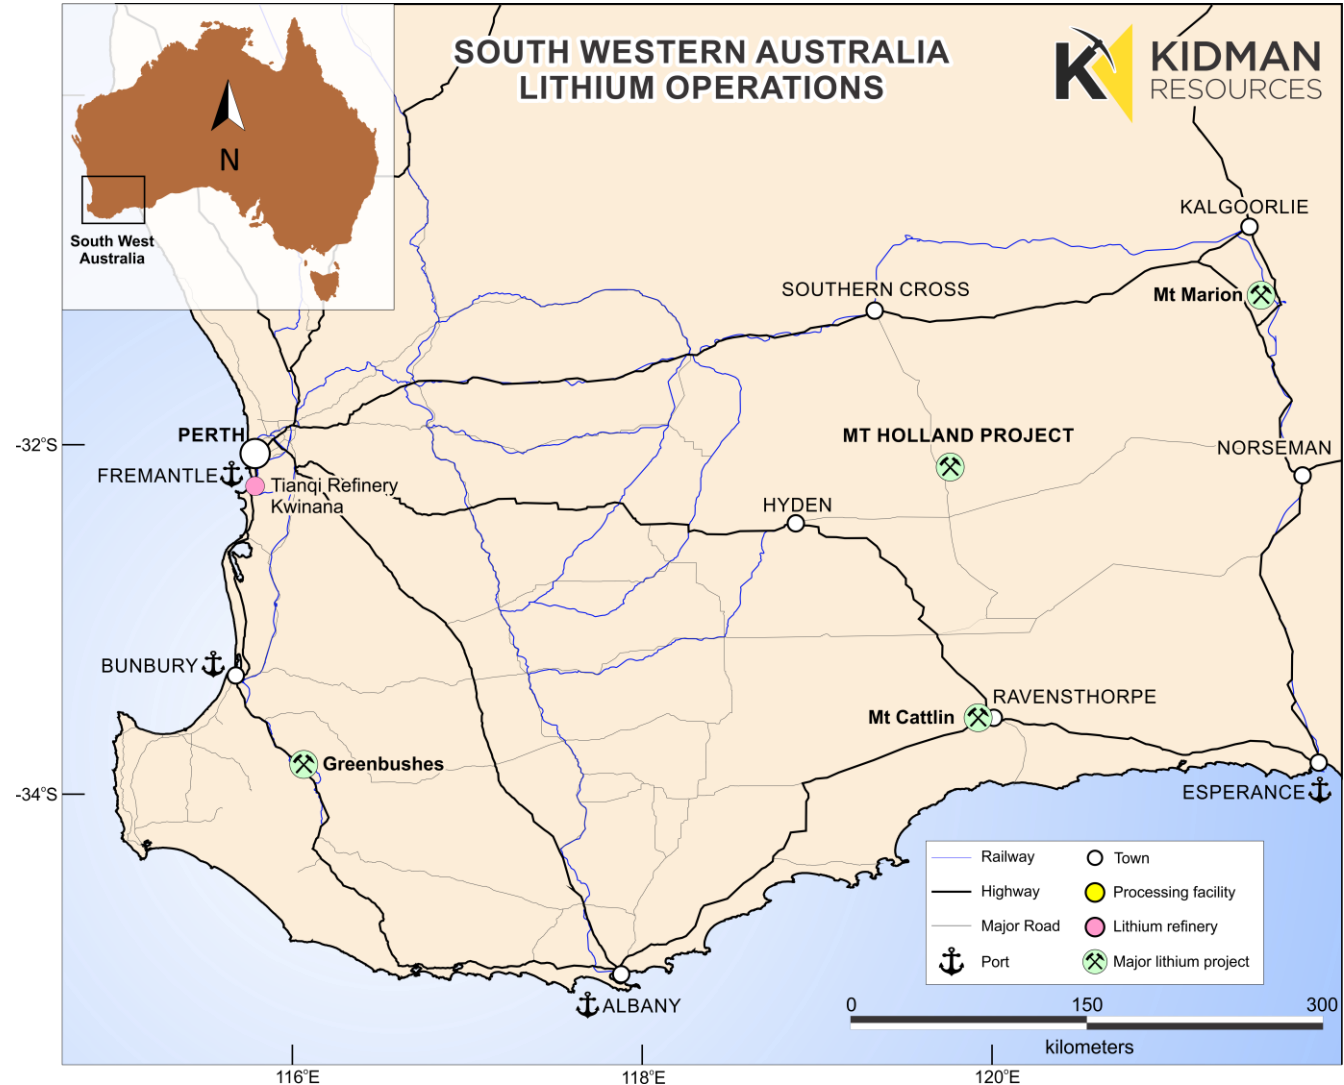 SOUTH WESTERN AUSTRALIA
LITHIUM OPERATIONS
KIDMAN
RESOURCES
N
South West
Australia
KALGOORLIE
Mt Marion
SOUTHERN CROSS
PERTH
MT HOLLAND PROJECT
-32°S
NORSEMAN
FREMANTLE
Tianqi Refinery
Kwinana
HYDEN
BUNBURY
RAVENSTHORPE
Mt Cattlin
Greenbushes
-34°S
ESPERANCE
Railway
Town
Highway
Processing facility
Major Road
Lithium refinery
Port
Major lithium project
ALBANY
0 150 300
kilometers
116°E
118°E
120°E